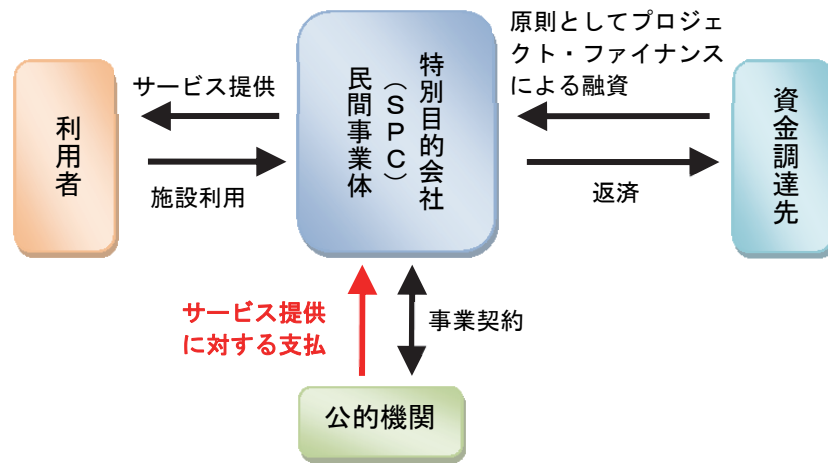 利用者
サービス提供
施設利用
特別目的会社
（ＳＰＣ）
民間事業体
原則としてプロジェ
クト・ファイナンス
による融資
返済
資金調達先
サービス提供
に対する支払
事業契約
公的機関